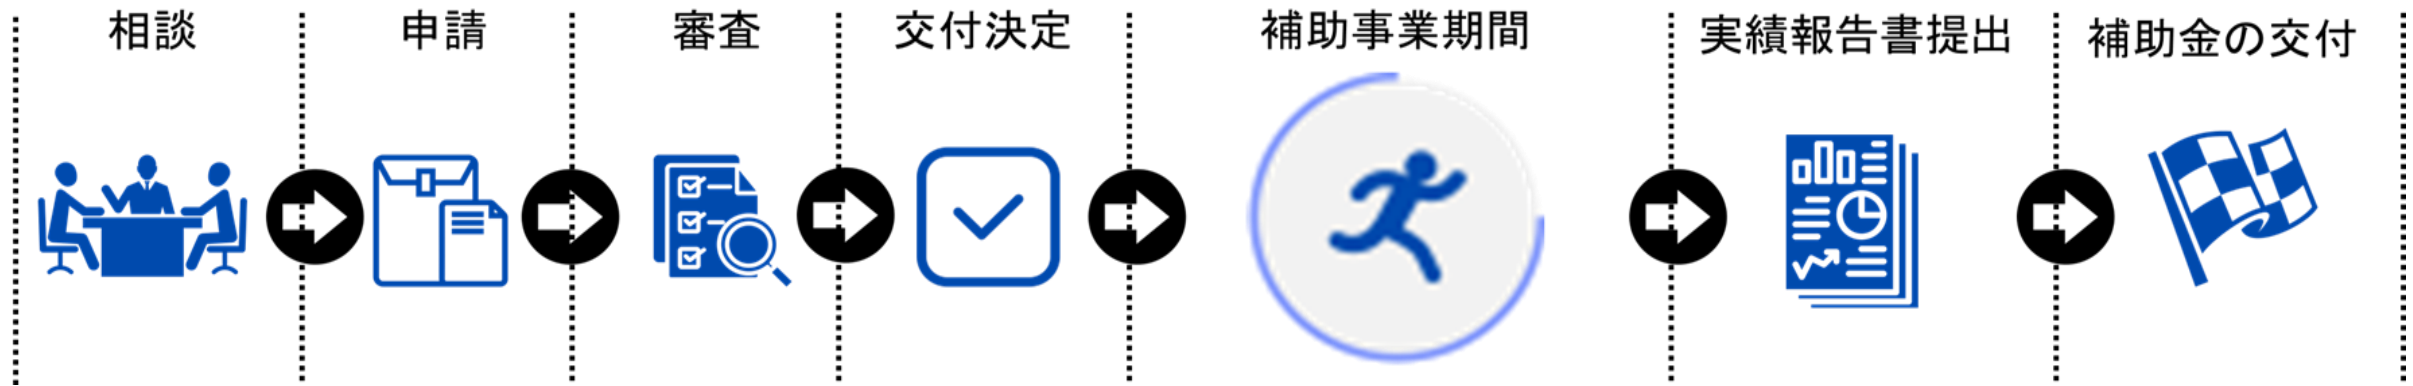 相談
申請
審査
交付決定
補助事業期間
実績報告書提出
補助金の交付